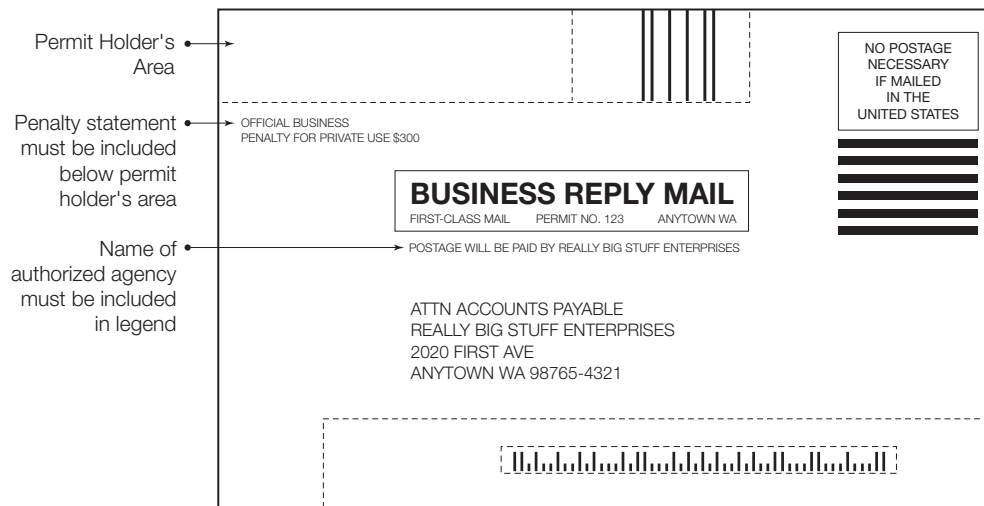 Permit Holder's
Area
NO POSTAGE
NECESSARY
IF MAILED
IN THE
UNITED STATES
Penalty statement
must be included
below permit
holder's area
OFFICIAL BUSINESS
PENALTY FOR PRIVATE USE $300
BUSINESS REPLY MAIL
FIRST-CLASS MAIL PERMIT NO. 123 ANYTOWN WA
Name of
authorized agency
must be included
in legend
POSTAGE WILL BE PAID BY REALLY BIG STUFF ENTERPRISES
ATTN ACCOUNTS PAYABLE
REALLY BIG STUFF ENTERPRISES
2020 FIRST AVE
ANYTOWN WA 98765-4321